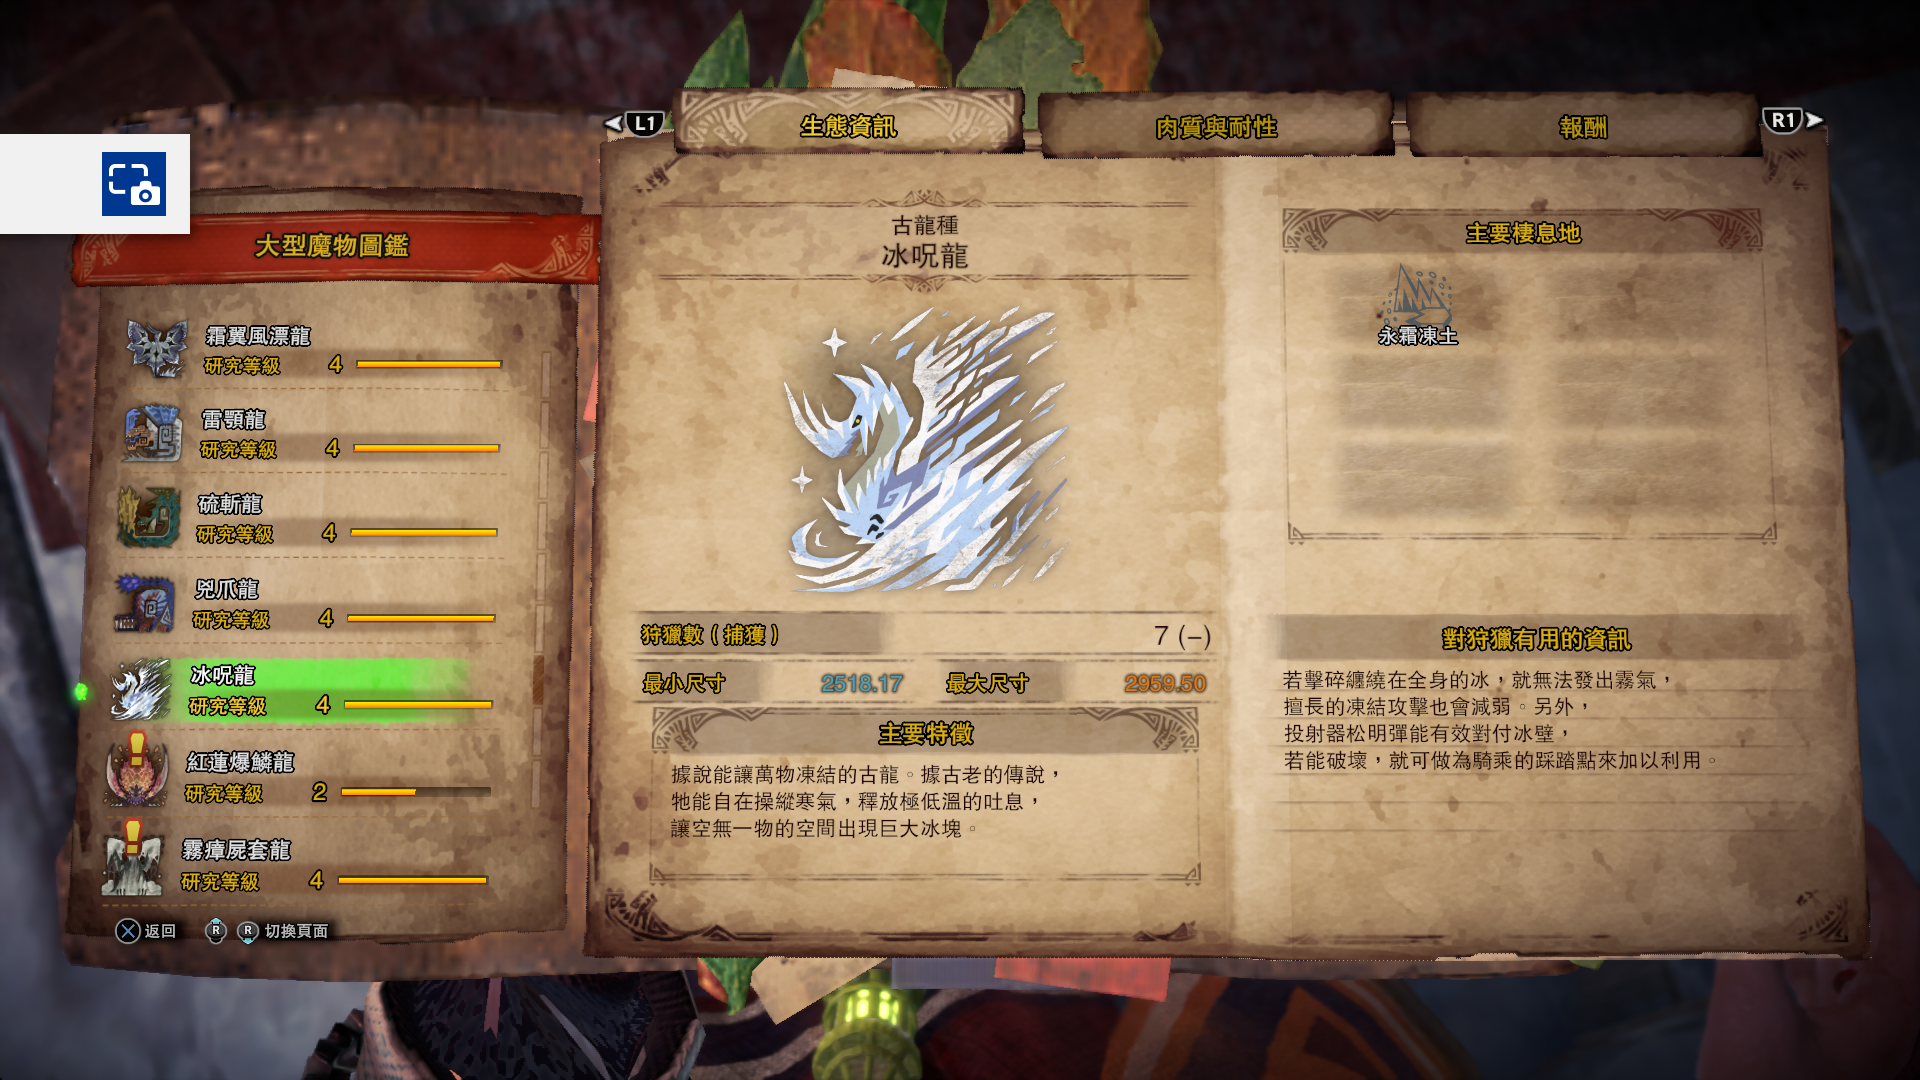 L1
生態資訊
肉質與耐性
報酬
R1
大型魔物圖鑑
霜翼風漂龍
研究等級 4
雷顎龍
研究等級 4
硫斬龍
研究等級 4
兇爪龍
研究等級 4
冰呪龍
研究等級 4
紅蓮爆鱗龍
研究等級 2
霧瘴屍套龍
研究等級 4
返回 R R 切換頁面
古龍種
冰呪龍
狩獵數(捕獲) 7 (–)
最小尺寸 2518.17 最大尺寸 2959.50
主要特徵
據說能讓萬物凍結的古龍。據古老的傳說,
牠能自在操縱寒氣,釋放極低溫的吐息,
讓空無一物的空間出現巨大冰塊。
主要棲息地
永霜凍土
對狩獵有用的資訊
若擊碎纏繞在全身的冰,就無法發出霧氣,
擅長的凍結攻擊也會減弱。另外,
投射器松明彈能有效對付冰壁,
若能破壞,就可做為騎乘的踩踏點來加以利用。